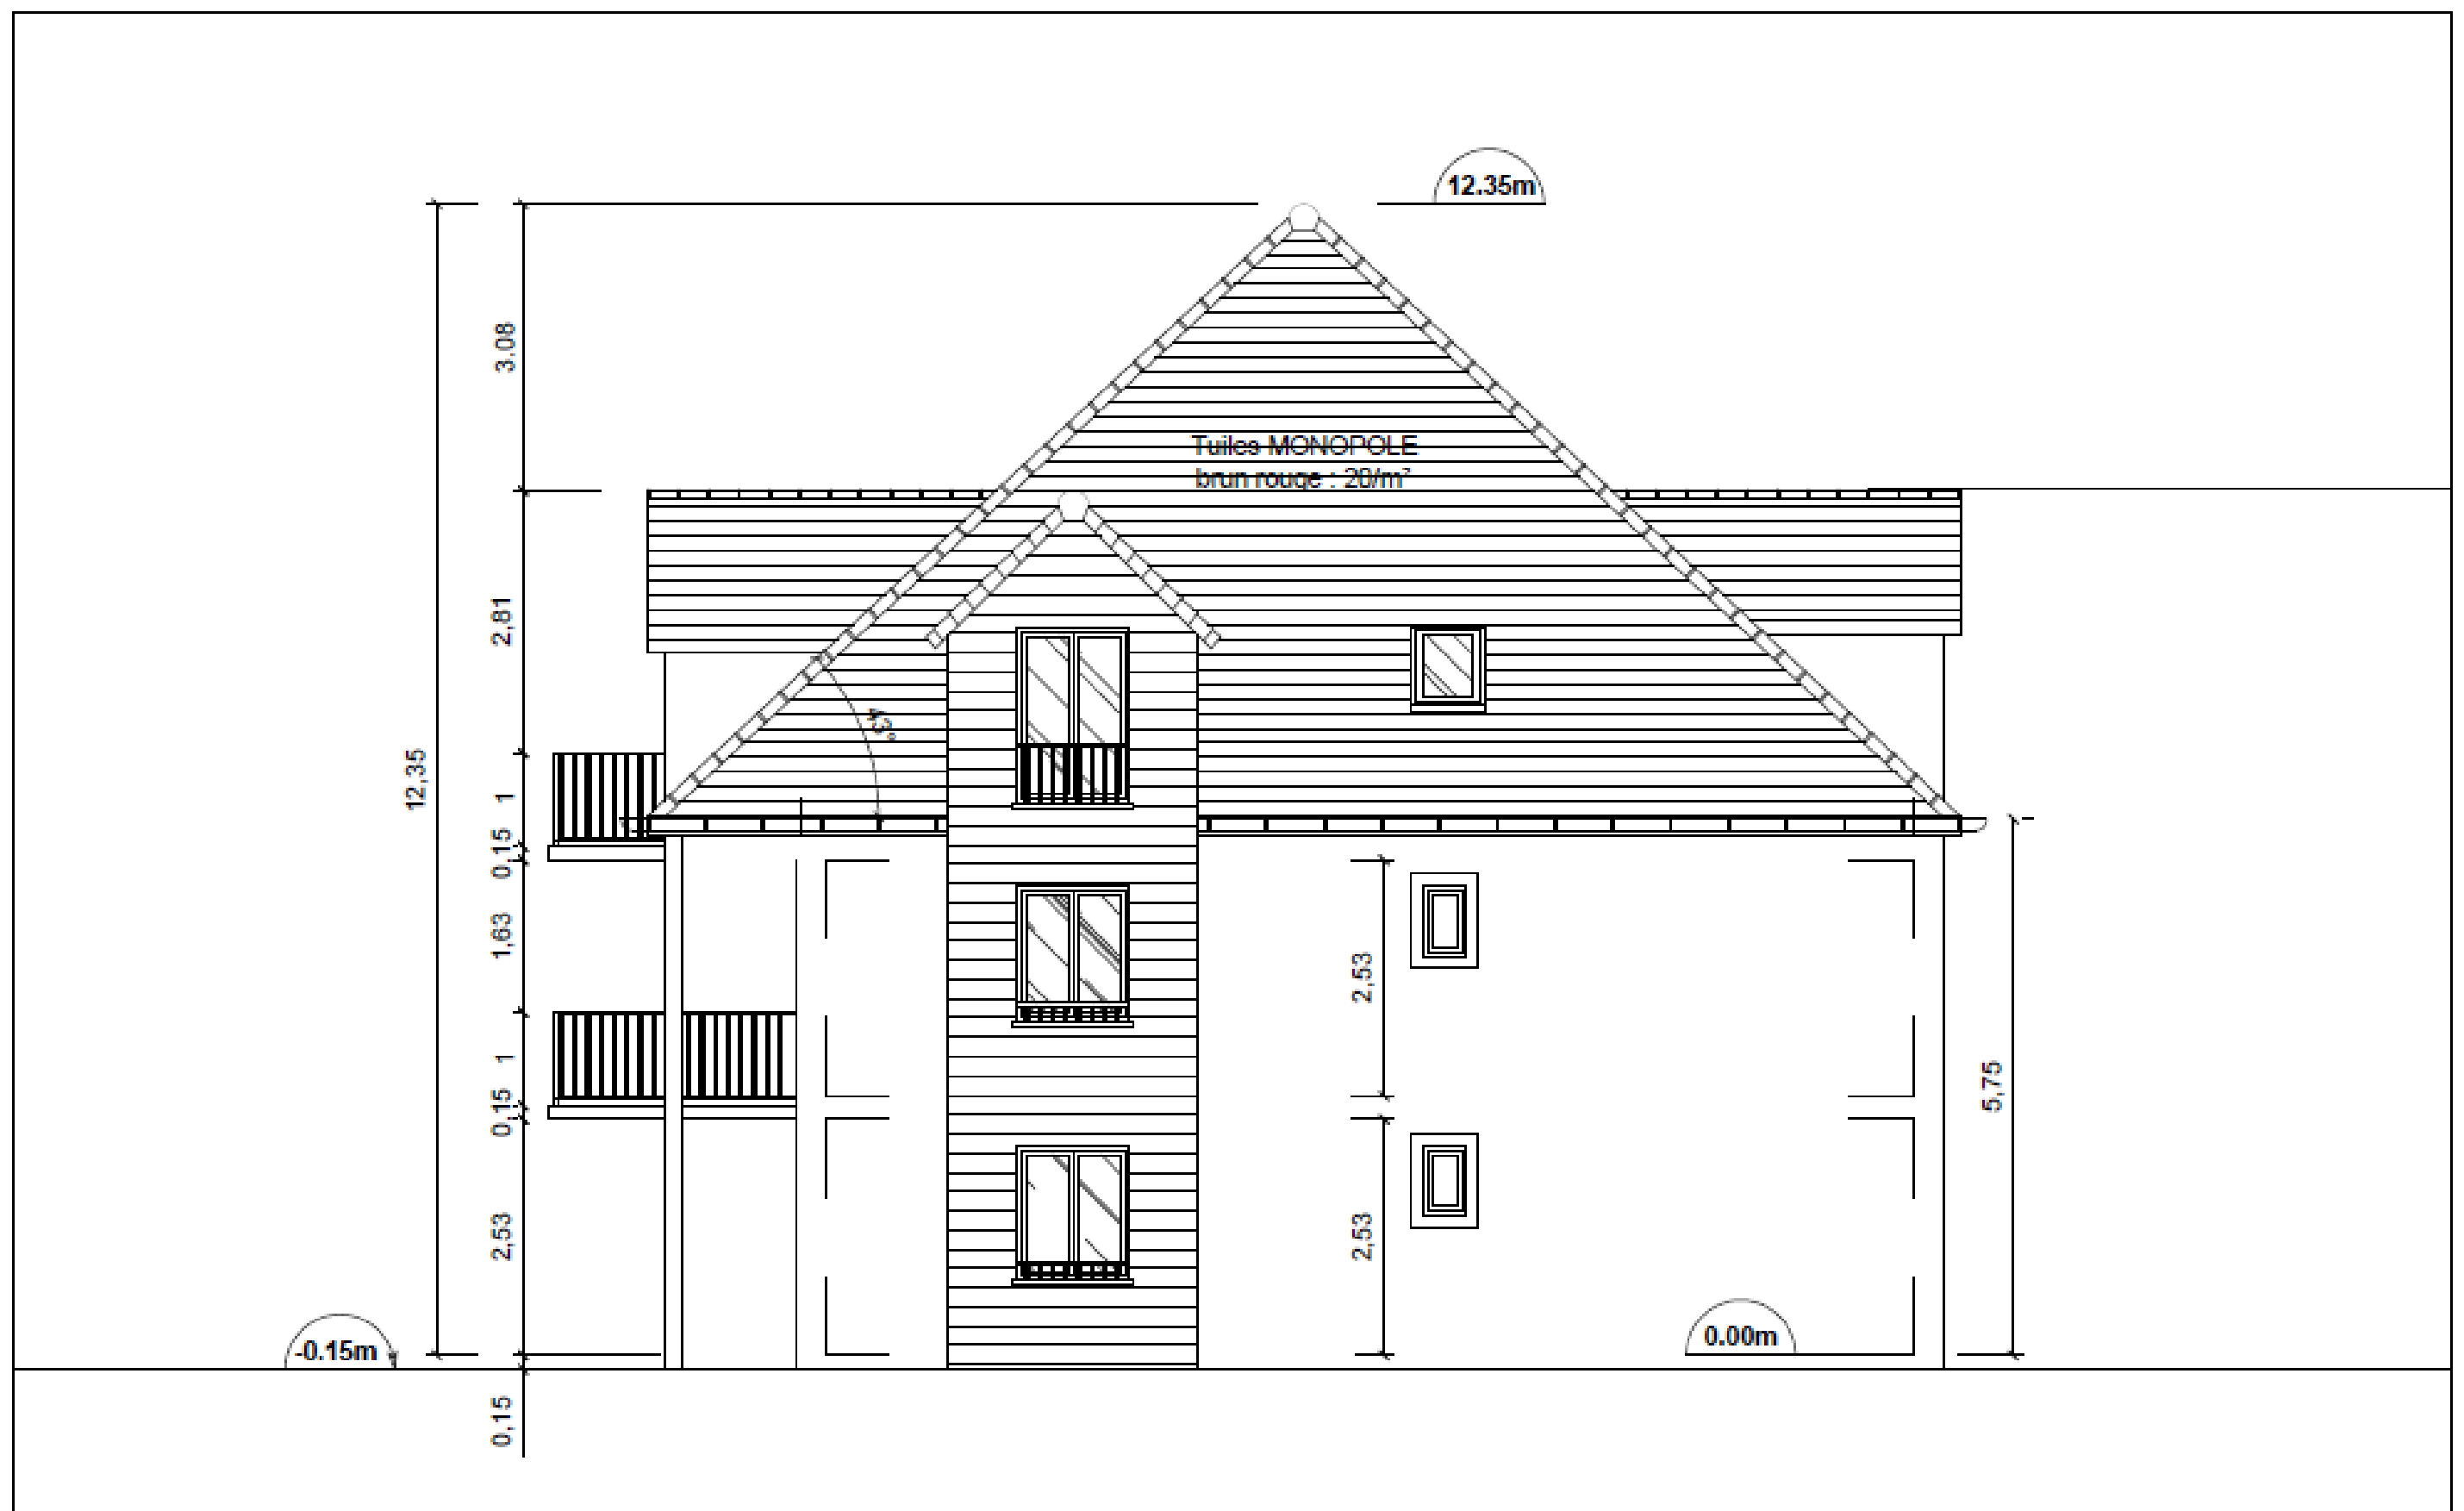 12.35m
3.08
Tuiles MONOPOLE
brun rouge : 20/m²
2,81
43°
12,35
1
0,15
1,63
2,53
1
0,15
5,75
2,53
2,53
-0.15m
0.00m
0,15